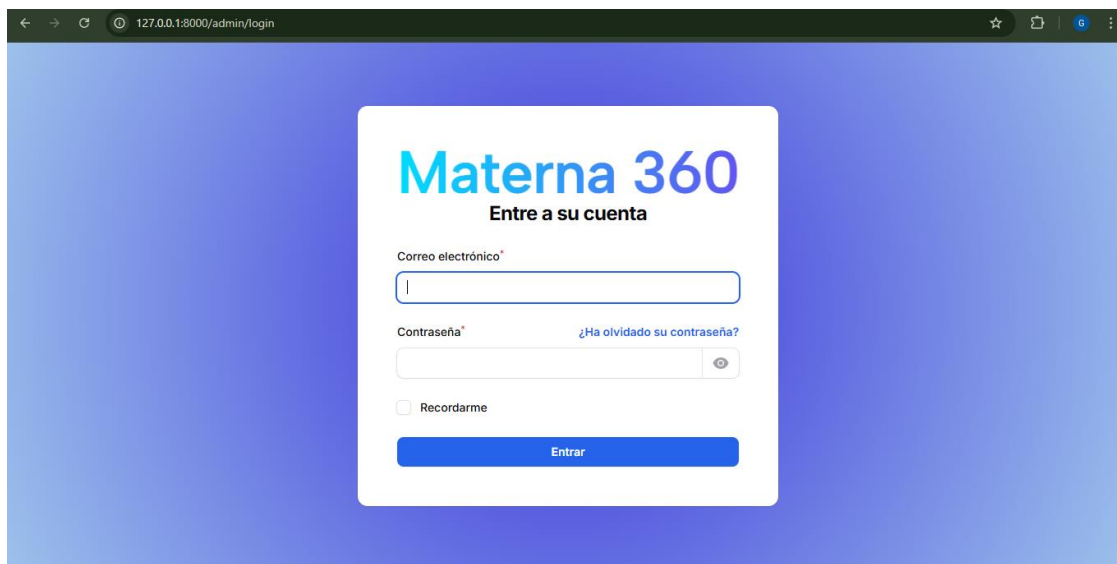 127.0.0.1:8000/admin/login
G
Materna 360
Entre a su cuenta
Correo electrónico*
Contraseña*
¿Ha olvidado su contraseña?
Recordarme
Entrar